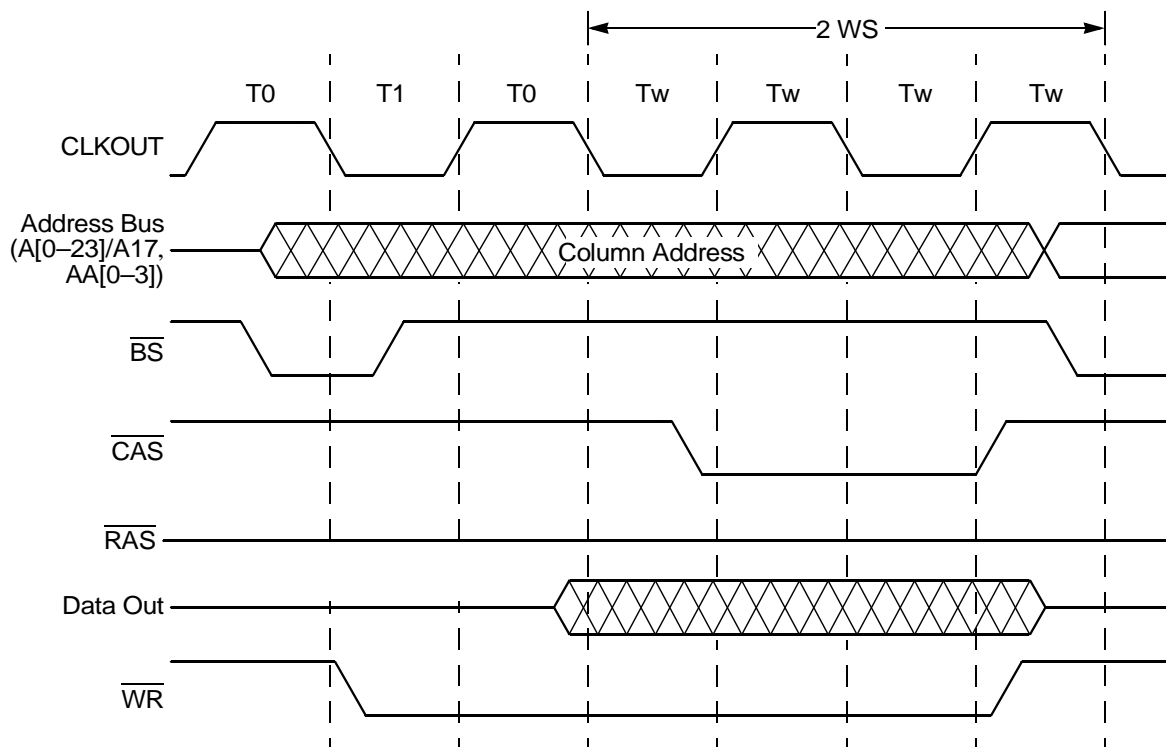 2 WS
T0 T1 T0 Tw Tw Tw Tw
CLKOUT
Address Bus
(A[0–23]/A17,
AA[0–3])
Column Address
BS
CAS
RAS
Data Out
WR